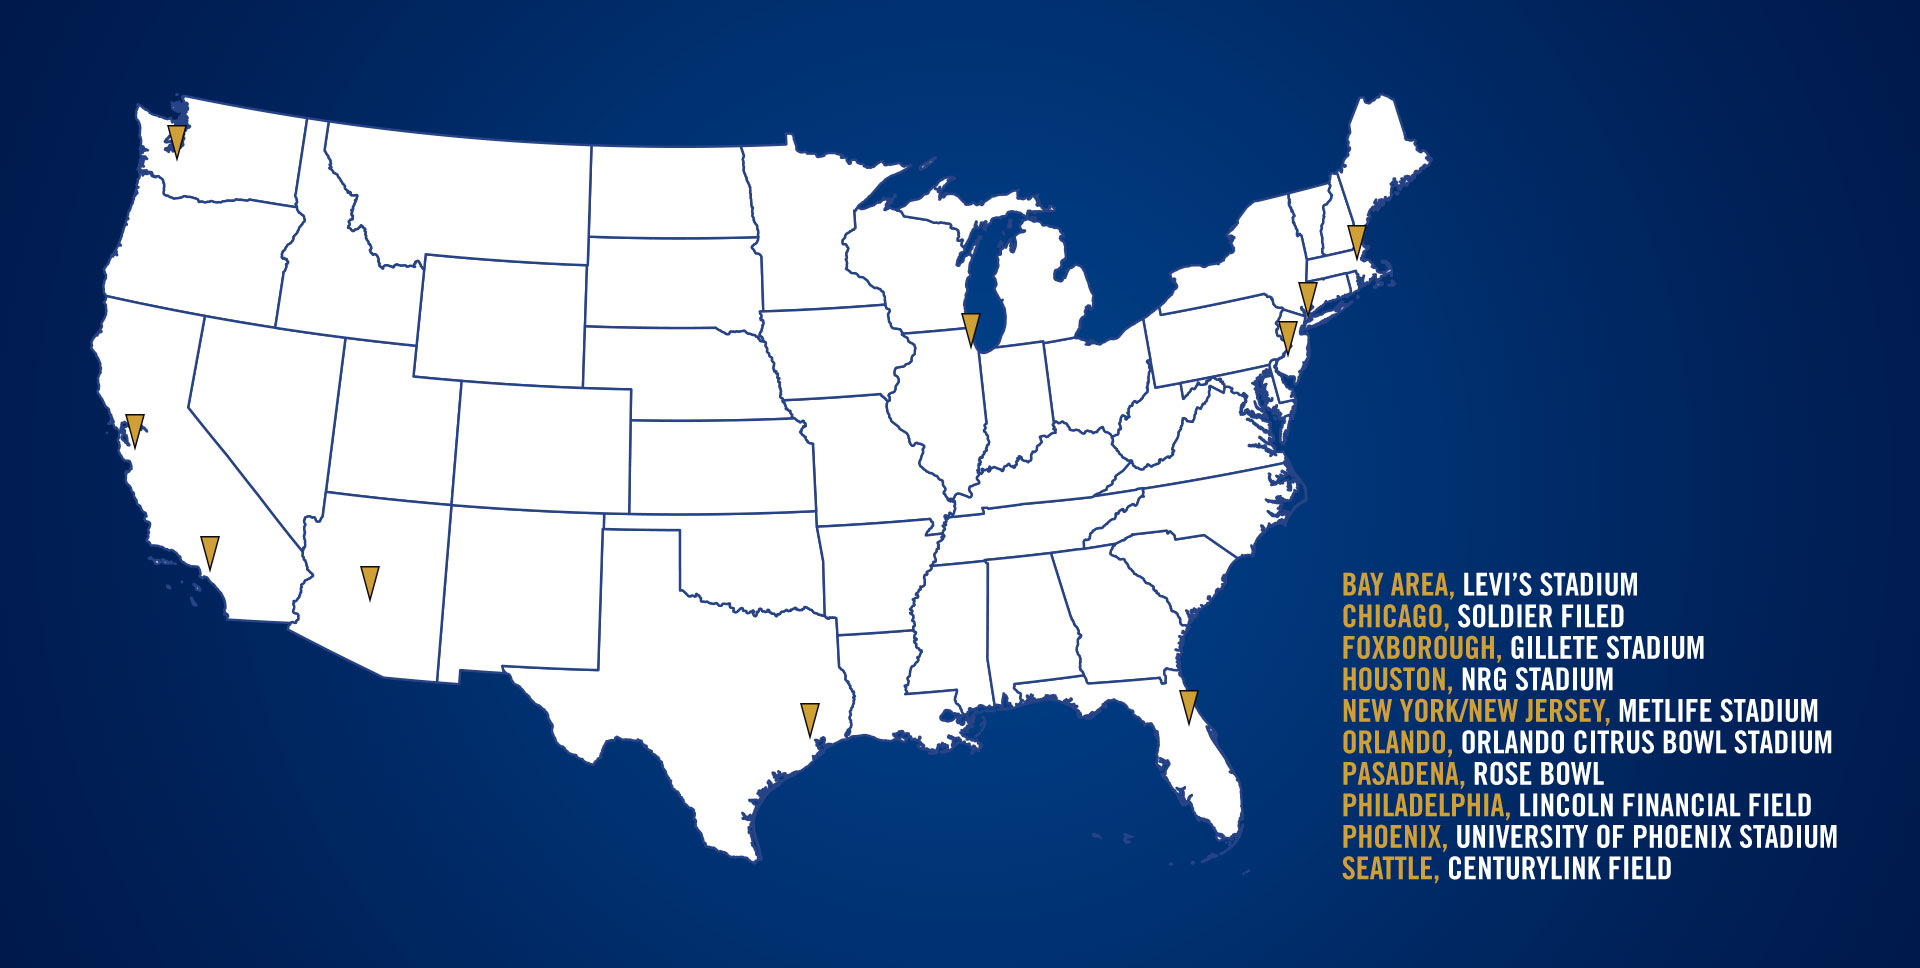 BAY AREA, LEVI'S STADIUM
CHICAGO, SOLDIER FILED
FOXBOROUGH, GILLETE STADIUM
HOUSTON, NRG STADIUM
NEW YORK/NEW JERSEY, METLIFE STADIUM
ORLANDO, ORLANDO CITRUS BOWL STADIUM
PASADENA, ROSE BOWL
PHILADELPHIA, LINCOLN FINANCIAL FIELD
PHOENIX, UNIVERSITY OF PHOENIX STADIUM
SEATTLE, CENTURYLINK FIELD